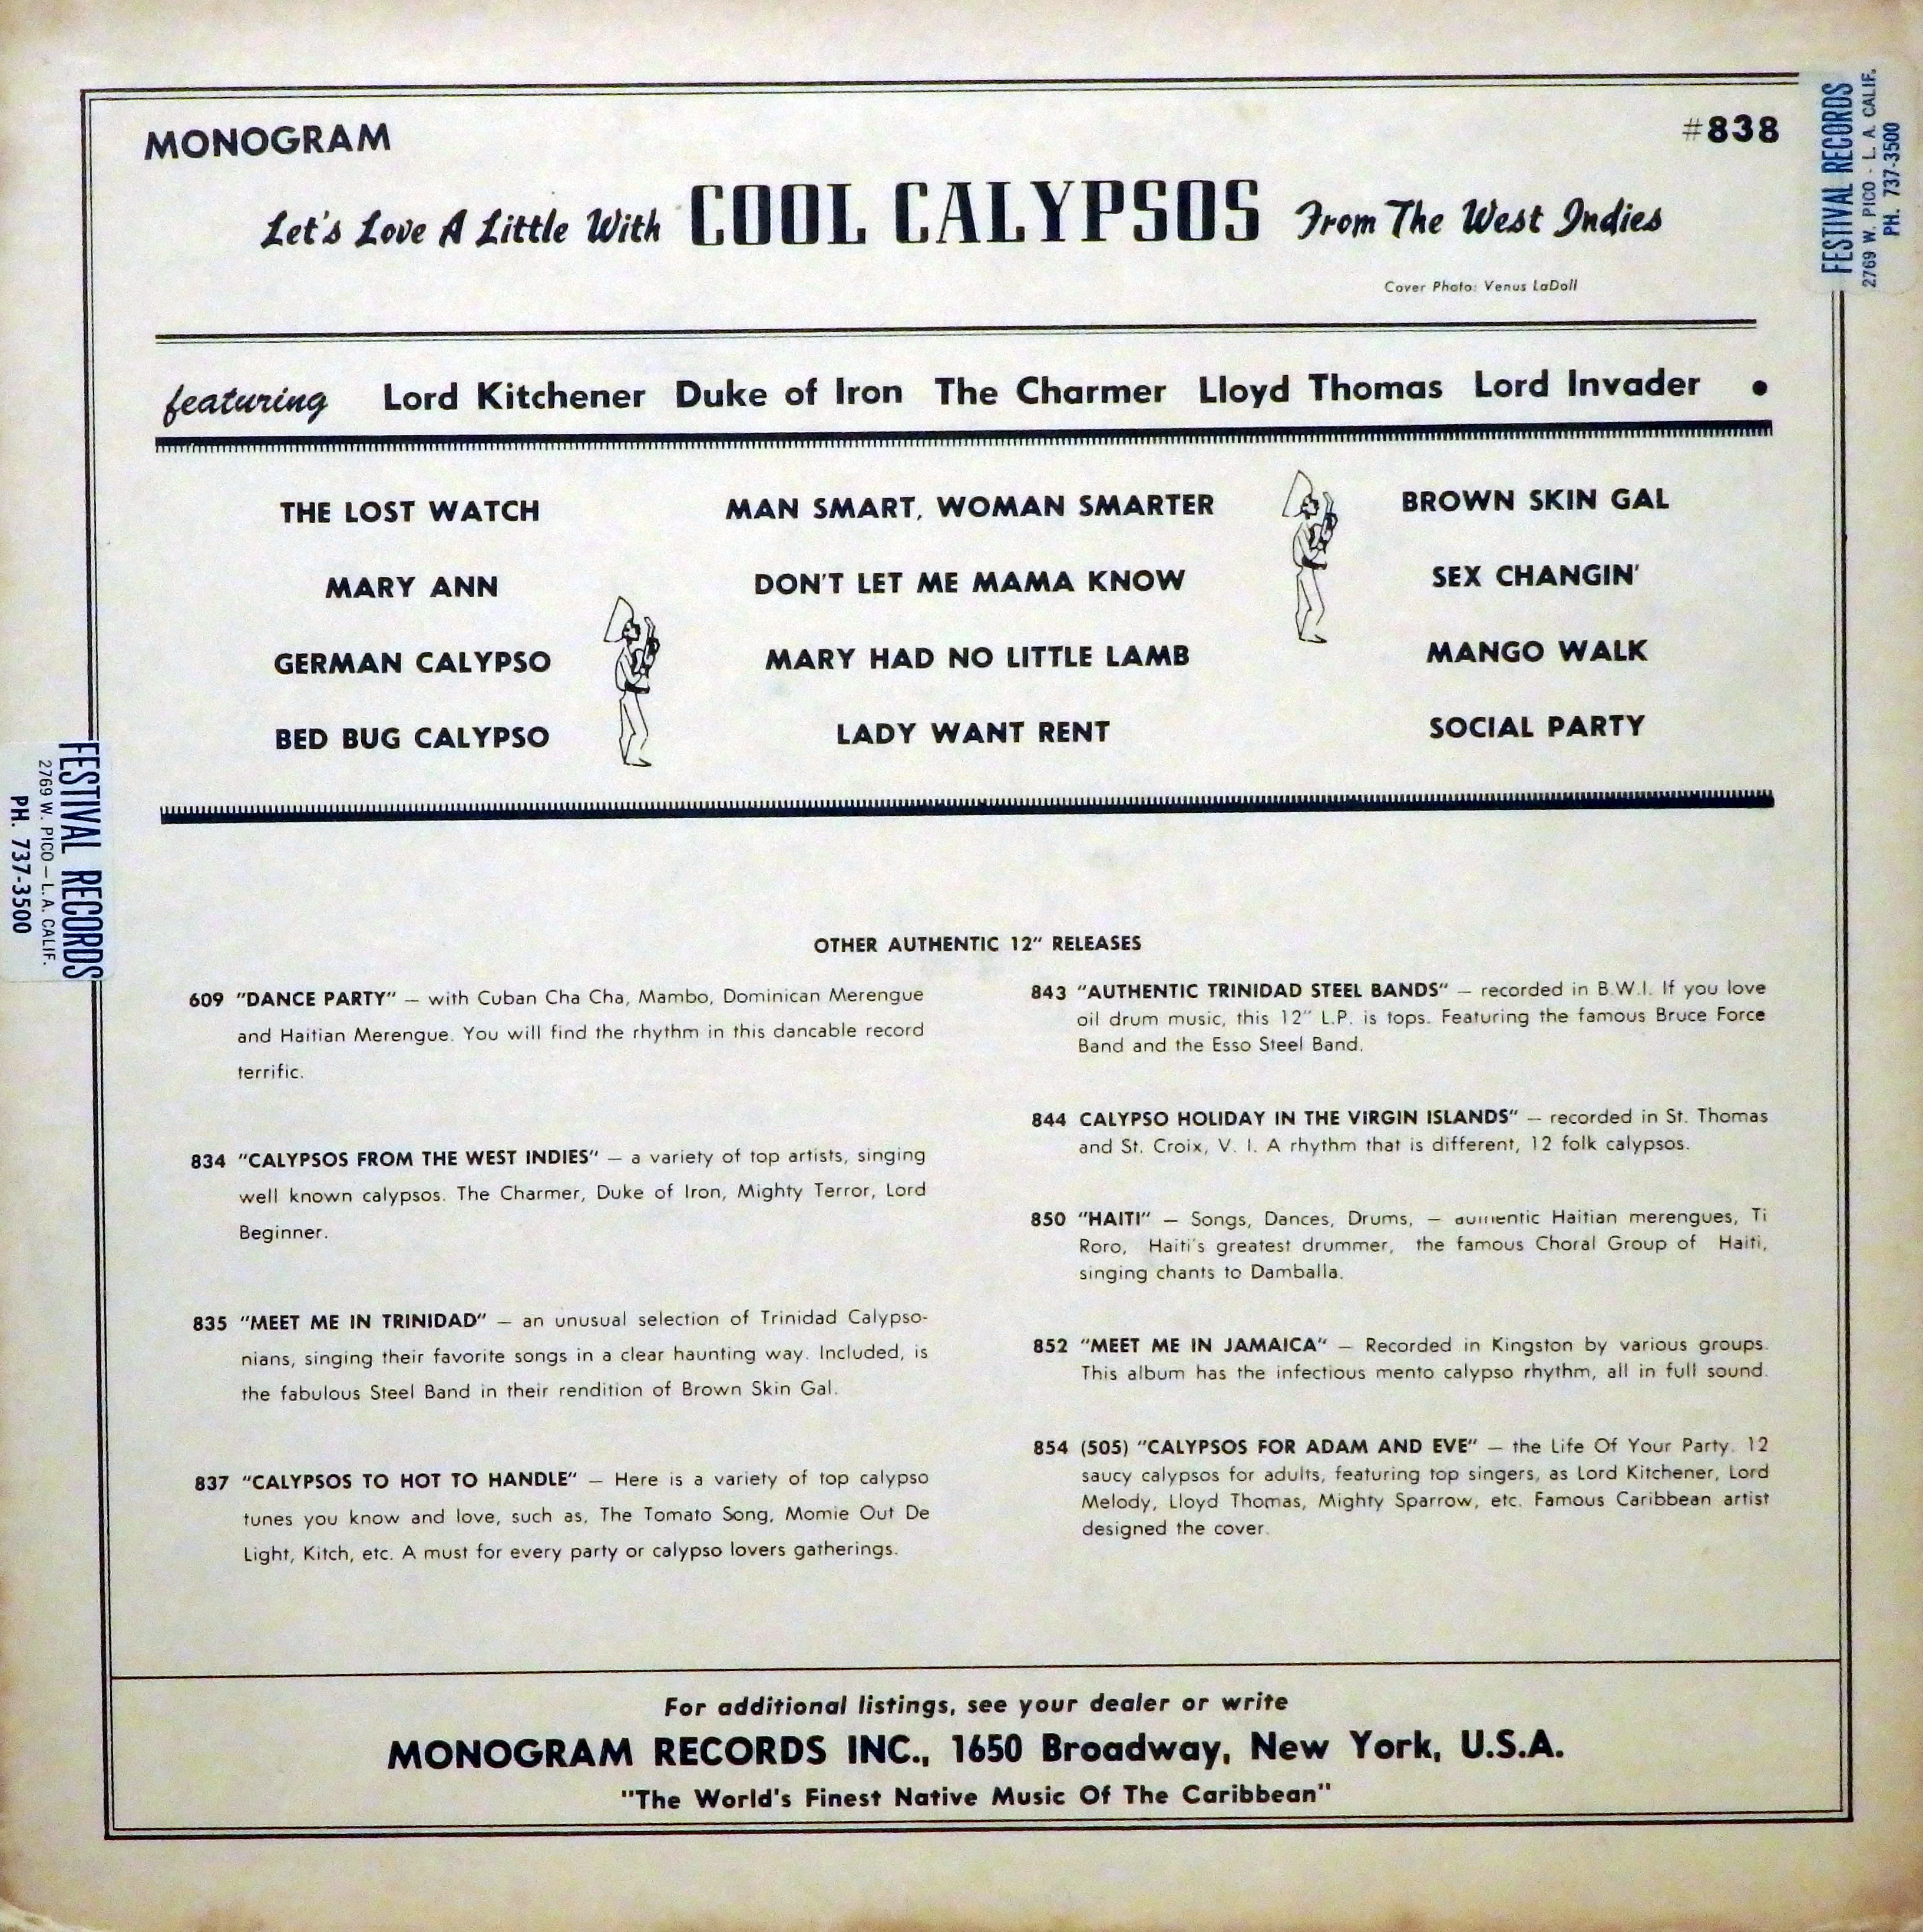 MONOGRAM
#838
Let's Love A Little With COOL CALYPSOS From The West Indies
Cover Photo: Venus LaDoll
featuring Lord Kitchener Duke of Iron The Charmer Lloyd Thomas Lord Invader •
THE LOST WATCH
MARY ANN
GERMAN CALYPSO
BED BUG CALYPSO
MAN SMART, WOMAN SMARTER
DON'T LET ME MAMA KNOW
MARY HAD NO LITTLE LAMB
LADY WANT RENT
BROWN SKIN GAL
SEX CHANGIN'
MANGO WALK
SOCIAL PARTY
OTHER AUTHENTIC 12" RELEASES
609 "DANCE PARTY" — with Cuban Cha Cha, Mambo, Dominican Merengue
and Haitian Merengue. You will find the rhythm in this dancable record
terrific.
834 "CALYPSOS FROM THE WEST INDIES" — a variety of top artists, singing
well known calypsos. The Charmer, Duke of Iron, Mighty Terror, Lord
Beginner.
835 "MEET ME IN TRINIDAD" — an unusual selection of Trinidad Calypso-
nians, singing their favorite songs in a clear haunting way. Included, is
the fabulous Steel Band in their rendition of Brown Skin Gal.
837 "CALYPSOS TO HOT TO HANDLE" — Here is a variety of top calypso
tunes you know and love, such as, The Tomato Song, Momie Out De
Light, Kitch, etc. A must for every party or calypso lovers gatherings.
843 "AUTHENTIC TRINIDAD STEEL BANDS" — recorded in B.W.I. If you love
oil drum music, this 12" L.P. is tops. Featuring the famous Bruce Force
Band and the Esso Steel Band.
844 CALYPSO HOLIDAY IN THE VIRGIN ISLANDS" — recorded in St. Thomas
and St. Croix, V. I. A rhythm that is different, 12 folk calypsos.
850 "HAITI" — Songs, Dances, Drums, — authentic Haitian merengues, Ti
Roro, Haiti's greatest drummer, the famous Choral Group of Haiti,
singing chants to Damballa.
852 "MEET ME IN JAMAICA" — Recorded in Kingston by various groups.
This album has the infectious mento calypso rhythm, all in full sound.
854 (505) "CALYPSOS FOR ADAM AND EVE" — the Life Of Your Party. 12
saucy calypsos for adults, featuring top singers, as Lord Kitchener, Lord
Melody, Lloyd Thomas, Mighty Sparrow, etc. Famous Caribbean artist
designed the cover.
For additional listings, see your dealer or write
MONOGRAM RECORDS INC., 1650 Broadway, New York, U.S.A.
"The World's Finest Native Music Of The Caribbean"
FESTIVAL RECORDS
2769 W. PICO - L. A. CALIF.
PH. 737-3500
FESTIVAL RECORDS
2769 W. PICO — L. A. CALIF.
PH. 737-3500